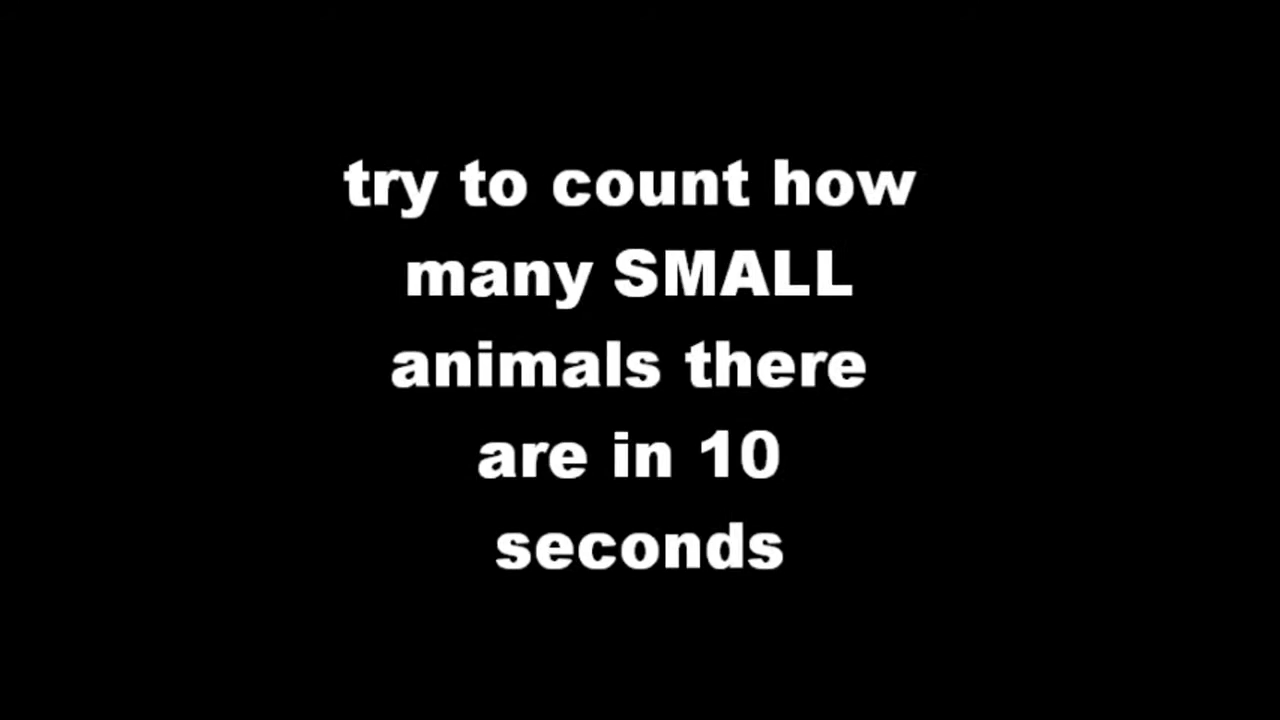 try to count how
many SMALL
animals there
are in 10
seconds